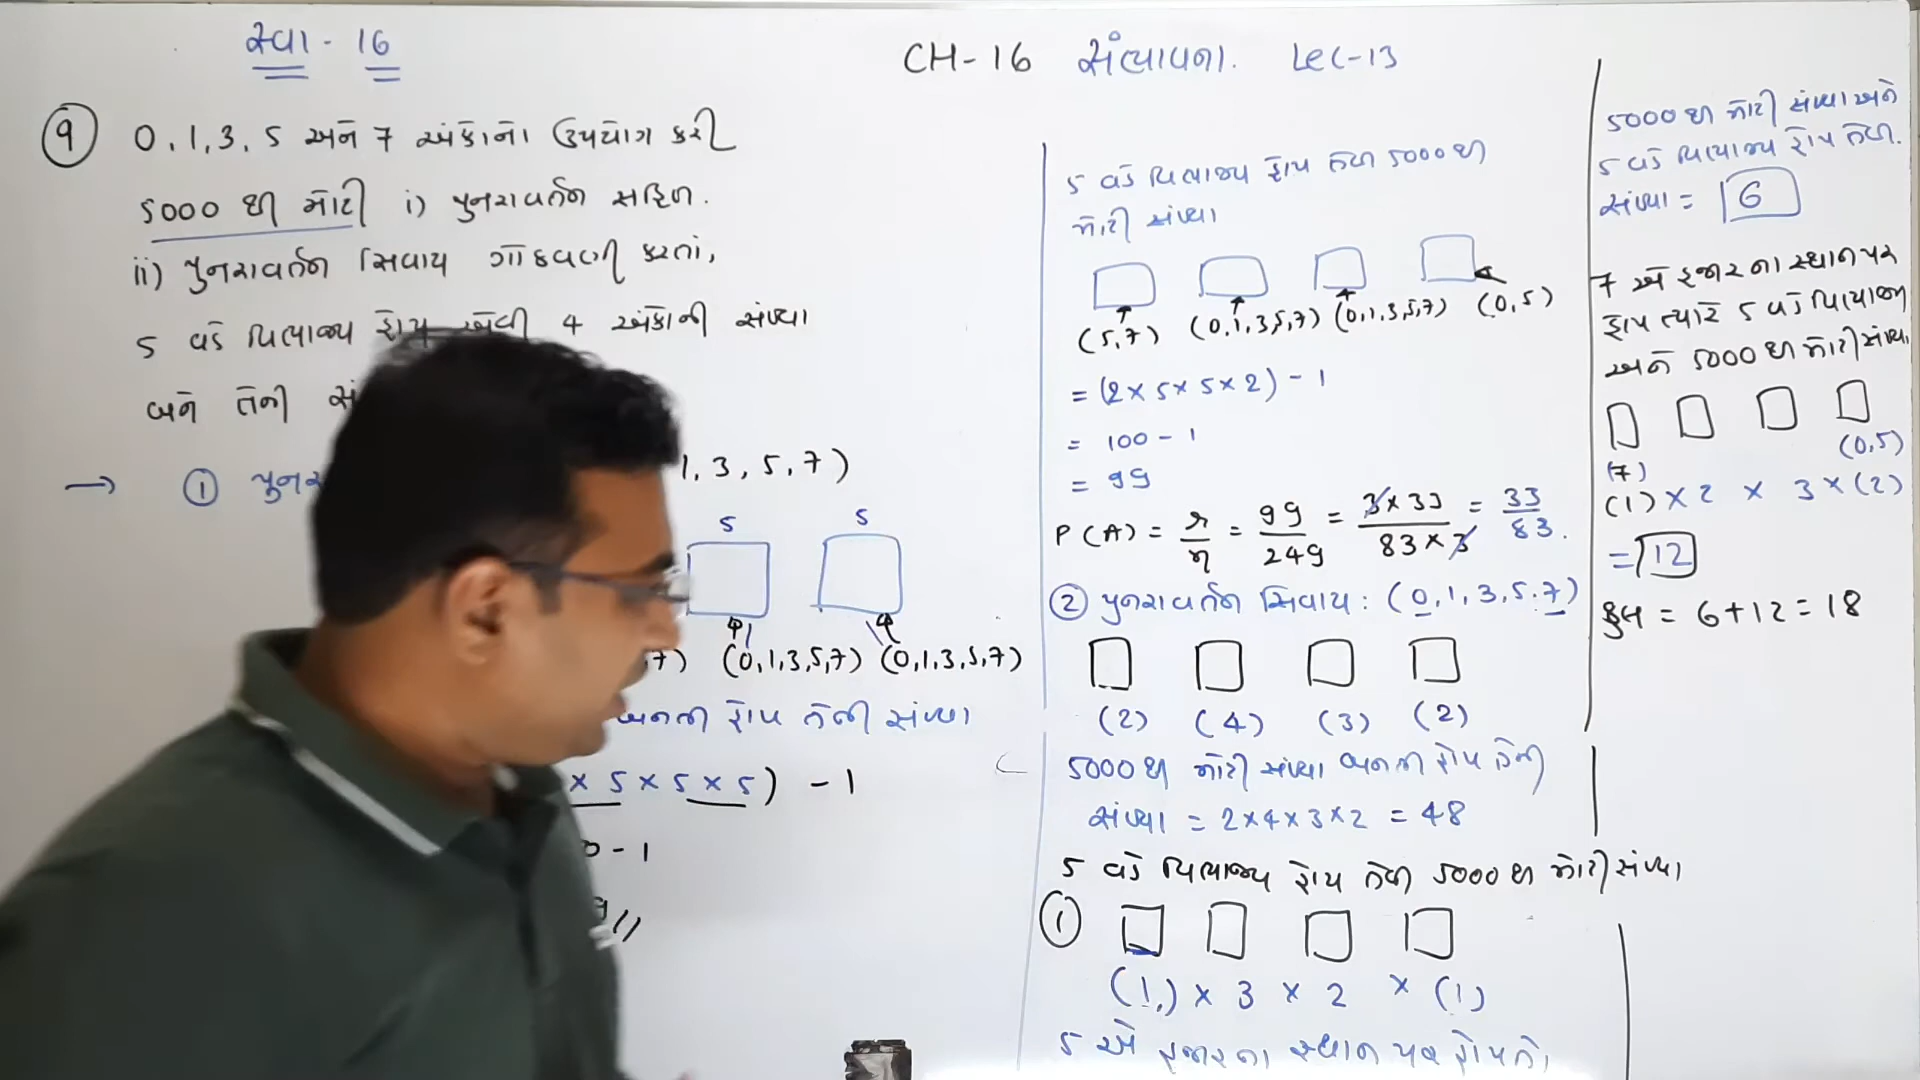 સ્વા - 16
CH-16 સંભાવના. Lec-13
9 0, 1, 3, 5 અને 7 અંકોનો ઉપયોગ કરી
5000 થી મોટી i) પુનરાવર્તન સહિત.
ii) પુનરાવર્તન સિવાય ગોઠવણી કરતાં,
5 વડે વિભાજ્ય હોય એવી 4 અંકોની સંખ્યા
બને તેની
→ ① 1, 3, 5, 7)
5 5
,7) (0,1,3,5,7) (0,1,3,5,7)
બનતી હોય તેની સંખ્યા
× 5 × 5 × 5) - 1
0 - 1
9 //
5 વડે વિભાજ્ય હોય તેવી 5000 થી
મોટી સંખ્યા
(5,7) (0,1,3,5,7) (0,1,3,5,7) (0,5)
= (2 × 5 × 5 × 2) - 1
= 100 - 1
= 99
P(A) = r/n = 99/249 = 3×33/83×3 = 33/83.
② પુનરાવર્તન સિવાય : (0,1,3,5,7)
(2) (4) (3) (2)
5000 થી મોટી સંખ્યા બનતી હોય તેની
સંખ્યા = 2×4×3×2 = 48
5 વડે વિભાજ્ય હોય તેવી 5000 થી મોટી સંખ્યા
①
(1,) × 3 × 2 × (1)
5 એ હજારના સ્થાન પર હોય તો,
5000 થી મોટી સંખ્યા અને
5 વડે વિભાજ્ય હોય તેવી.
સંખ્યા = 6
7 એ હજારના સ્થાન પર
હોય ત્યારે 5 વડે વિભાજ્ય
અને 5000 થી મોટી સંખ્યા
(7) (0,5)
(1) × 2 × 3 × (2)
= 12
કુલ = 6+12 = 18